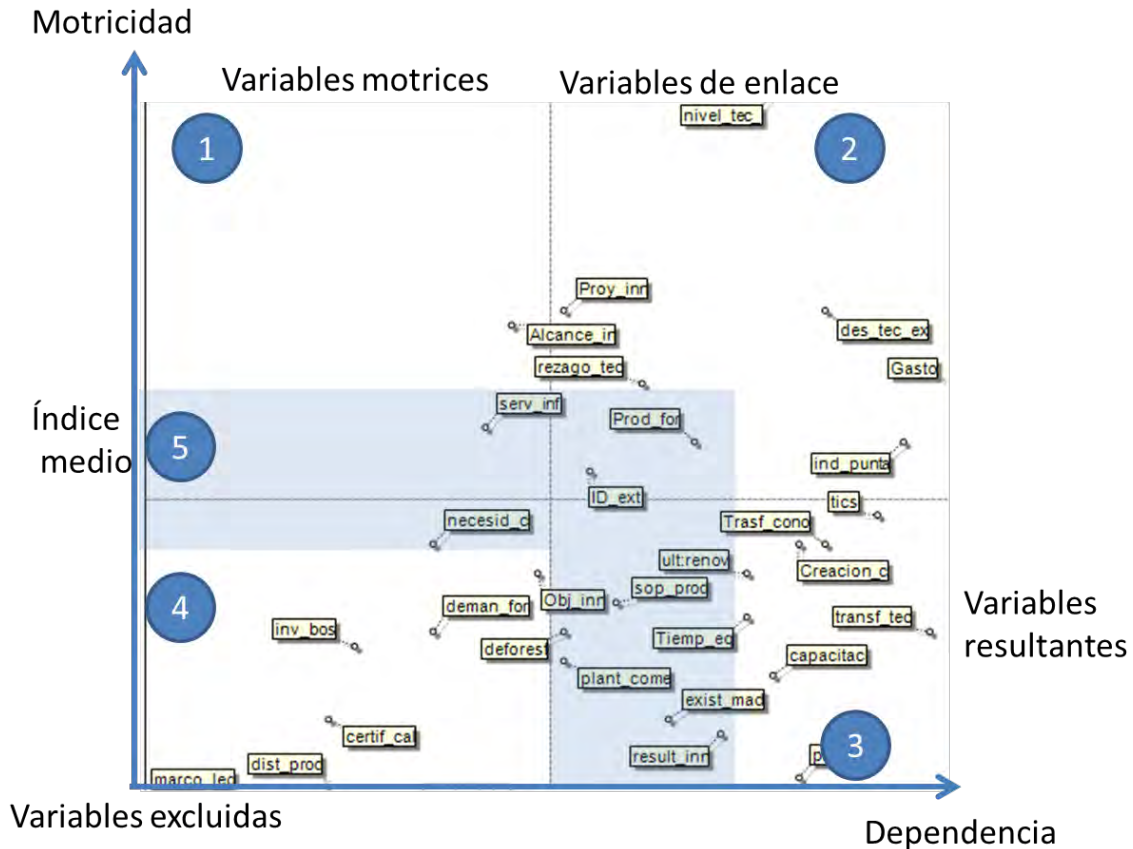 Motricidad
Variables motrices
Variables de enlace
nivel_tec_
1
2
Proy_inn
Alcance_in
des_tec_ex
rezago_tec
Gasto
serv_inf
Prod_for
Índice
medio
5
ind_punta
ID_ext
tics
necesid_c
Trasf_cono
ult:renov
Creacion_c
sop_prod
Obj_inn
deman_for
4
transf_tec
Variables
resultantes
inv_bos
Tiemp_eq
deforest
capacitac
plant_come
exist_mad
certif_cal
3
result_inn
dist_prod
marco_leg
Variables excluidas
Dependencia